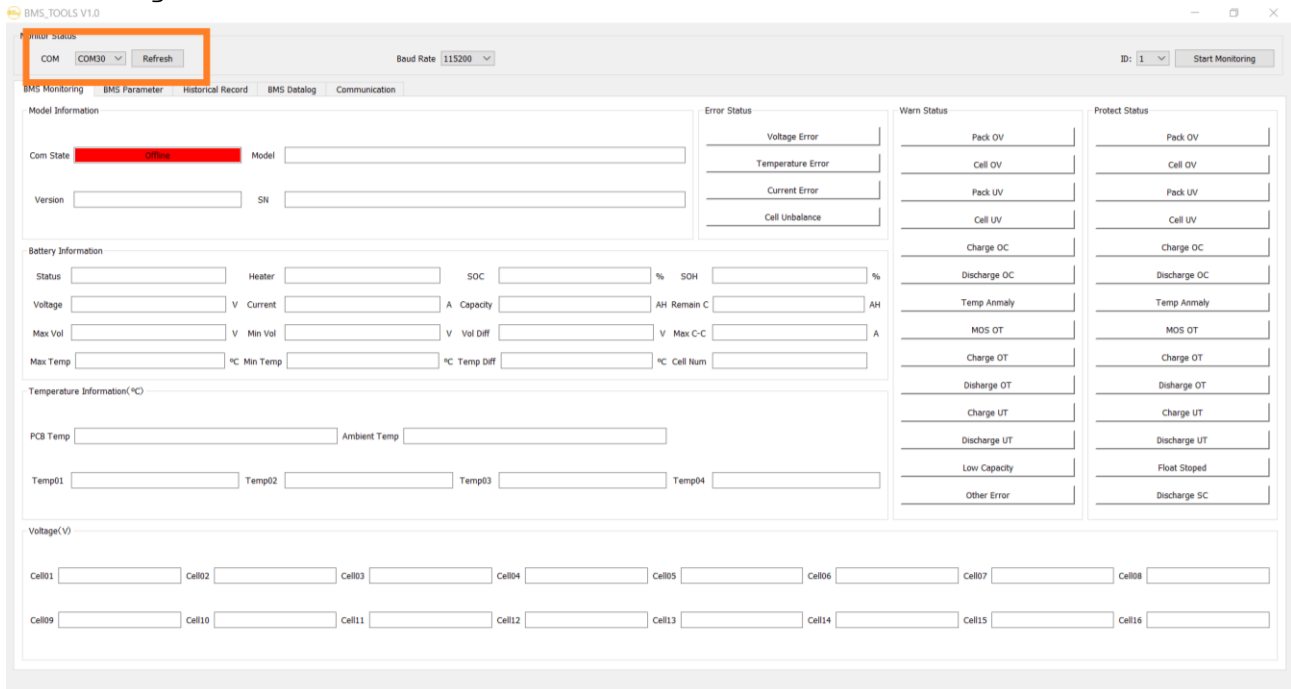 BMS_TOOLS V1.0
Monitor Status
COM COM30 Refresh Baud Rate 115200 ID: 1 Start Monitoring
BMS Monitoring BMS Parameter Historical Record BMS Datalog Communication
Model Information
Com State Offline Model
Version SN
Error Status
Voltage Error
Temperature Error
Current Error
Cell Unbalance
Warn Status
Pack OV
Cell OV
Pack UV
Cell UV
Charge OC
Discharge OC
Temp Anmaly
MOS OT
Charge OT
Disharge OT
Charge UT
Discharge UT
Low Capacity
Other Error
Protect Status
Pack OV
Cell OV
Pack UV
Cell UV
Charge OC
Discharge OC
Temp Anmaly
MOS OT
Charge OT
Disharge OT
Charge UT
Discharge UT
Float Stoped
Discharge SC
Battery Information
Status Heater SOC % SOH %
Voltage V Current A Capacity AH Remain C AH
Max Vol V Min Vol V Vol Diff V Max C-C A
Max Temp ℃ Min Temp ℃ Temp Diff ℃ Cell Num
Temperature Information(℃)
PCB Temp Ambient Temp
Temp01 Temp02 Temp03 Temp04
Voltage(V)
Cell01 Cell02 Cell03 Cell04 Cell05 Cell06 Cell07 Cell08
Cell09 Cell10 Cell11 Cell12 Cell13 Cell14 Cell15 Cell16